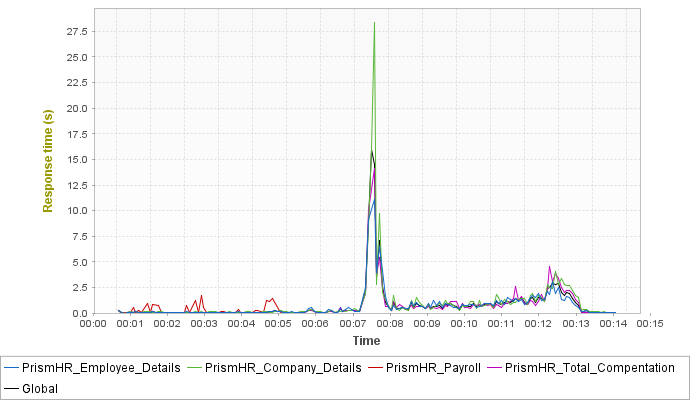 27.5
25.0
22.5
20.0
17.5
15.0
12.5
10.0
7.5
5.0
2.5
0.0
Response time (s)
00:00 00:01 00:02 00:03 00:04 00:05 00:06 00:07 00:08 00:09 00:10 00:11 00:12 00:13 00:14 00:15
Time
PrismHR_Employee_Details PrismHR_Company_Details PrismHR_Payroll PrismHR_Total_Compentation
Global